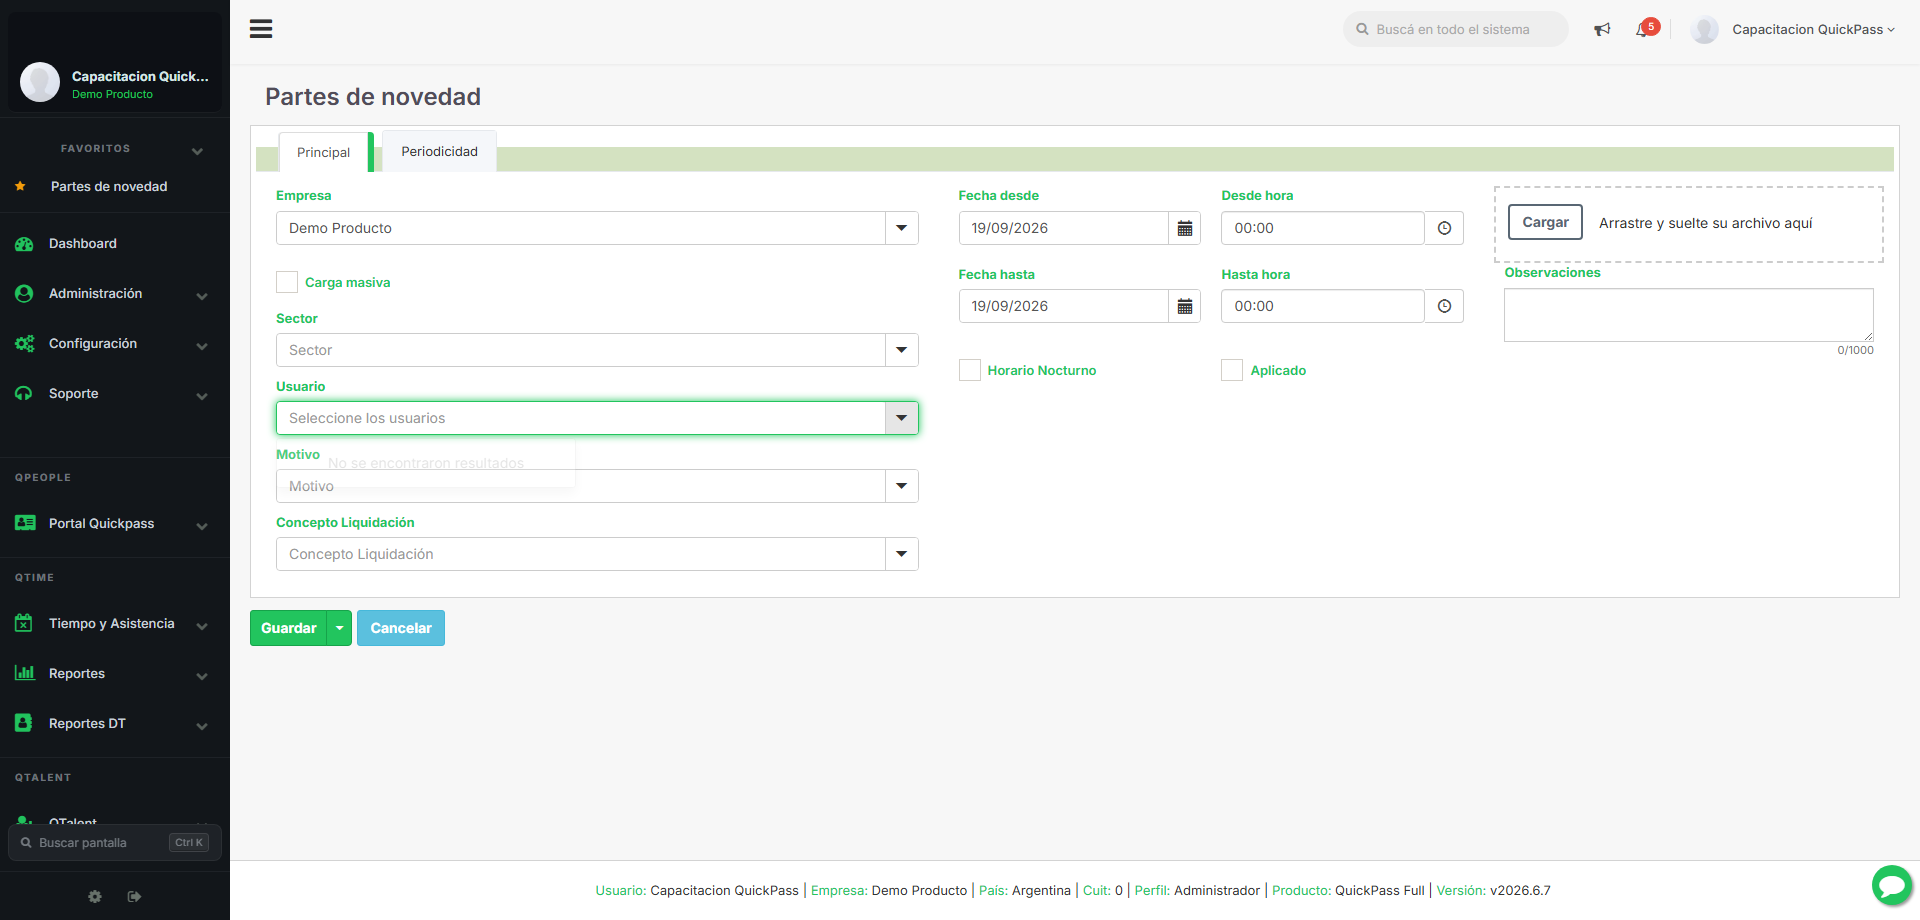 Capacitacion Quick...
Demo Producto
FAVORITOS
Partes de novedad
Dashboard
Administración
Configuración
Soporte
QPEOPLE
Portal Quickpass
QTIME
Tiempo y Asistencia
Reportes
Reportes DT
QTALENT
QTalent
Buscar pantalla
Ctrl K
Buscá en todo el sistema
5
Capacitacion QuickPass
Partes de novedad
Principal
Periodicidad
Empresa
Demo Producto
Carga masiva
Sector
Sector
Usuario
Seleccione los usuarios
No se encontraron resultados
Motivo
Motivo
Concepto Liquidación
Concepto Liquidación
Fecha desde
19/09/2026
Desde hora
00:00
Fecha hasta
19/09/2026
Hasta hora
00:00
Horario Nocturno
Aplicado
Cargar
Arrastre y suelte su archivo aquí
Observaciones
0/1000
Guardar
Cancelar
Usuario: Capacitacion QuickPass | Empresa: Demo Producto | País: Argentina | Cuit: 0 | Perfil: Administrador | Producto: QuickPass Full | Versión: v2026.6.7